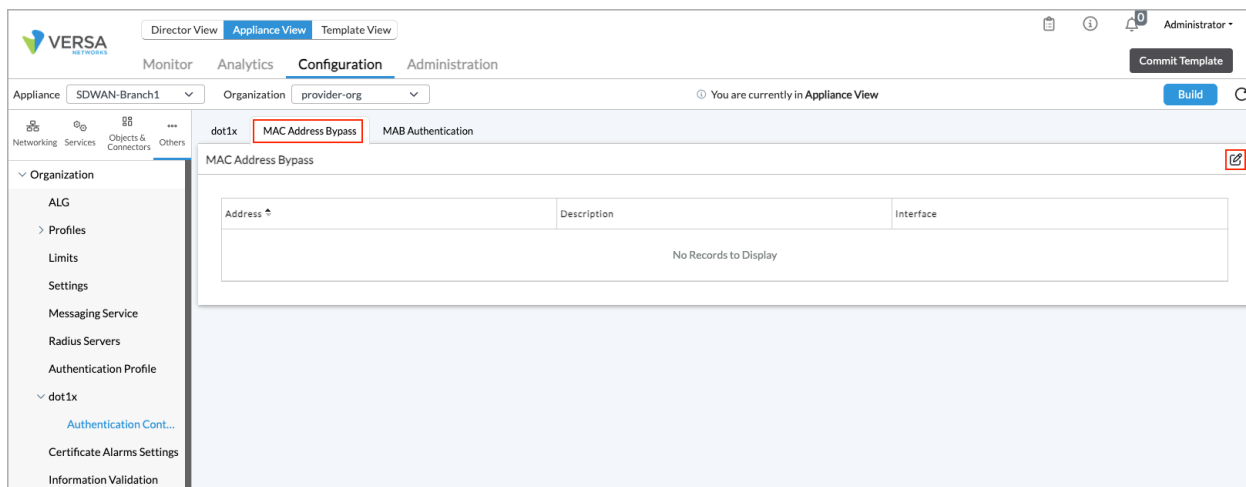 VERSA
NETWORKS
Director View Appliance View Template View
0
Administrator
Monitor Analytics Configuration Administration
Commit Template
Appliance SDWAN-Branch1 Organization provider-org You are currently in Appliance View Build
Networking Services Objects & Connectors Others
dot1x MAC Address Bypass MAB Authentication
MAC Address Bypass
Organization
ALG
Profiles
Limits
Settings
Messaging Service
Radius Servers
Authentication Profile
dot1x
Authentication Cont...
Certificate Alarms Settings
Information Validation
Address Description Interface
No Records to Display